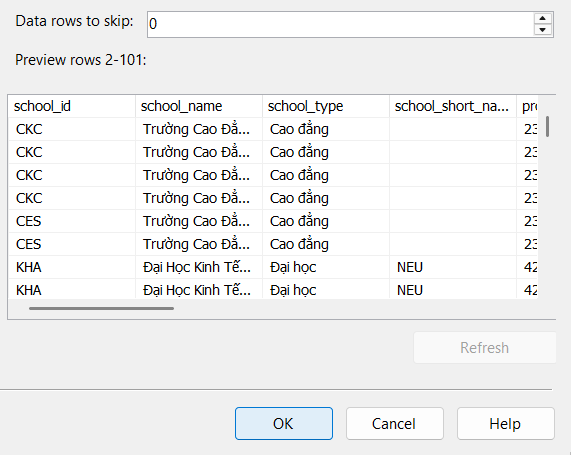 Data rows to skip: 0
Preview rows 2-101:
school_id school_name school_type school_short_na... pro
CKC Trường Cao Đẳ... Cao đẳng 23
CKC Trường Cao Đẳ... Cao đẳng 23
CKC Trường Cao Đẳ... Cao đẳng 23
CKC Trường Cao Đẳ... Cao đẳng 23
CES Trường Cao Đẳ... Cao đẳng 23
CES Trường Cao Đẳ... Cao đẳng 23
KHA Đại Học Kinh Tế... Đại học NEU 42
KHA Đại Học Kinh Tế... Đại học NEU 42
Refresh
OK Cancel Help